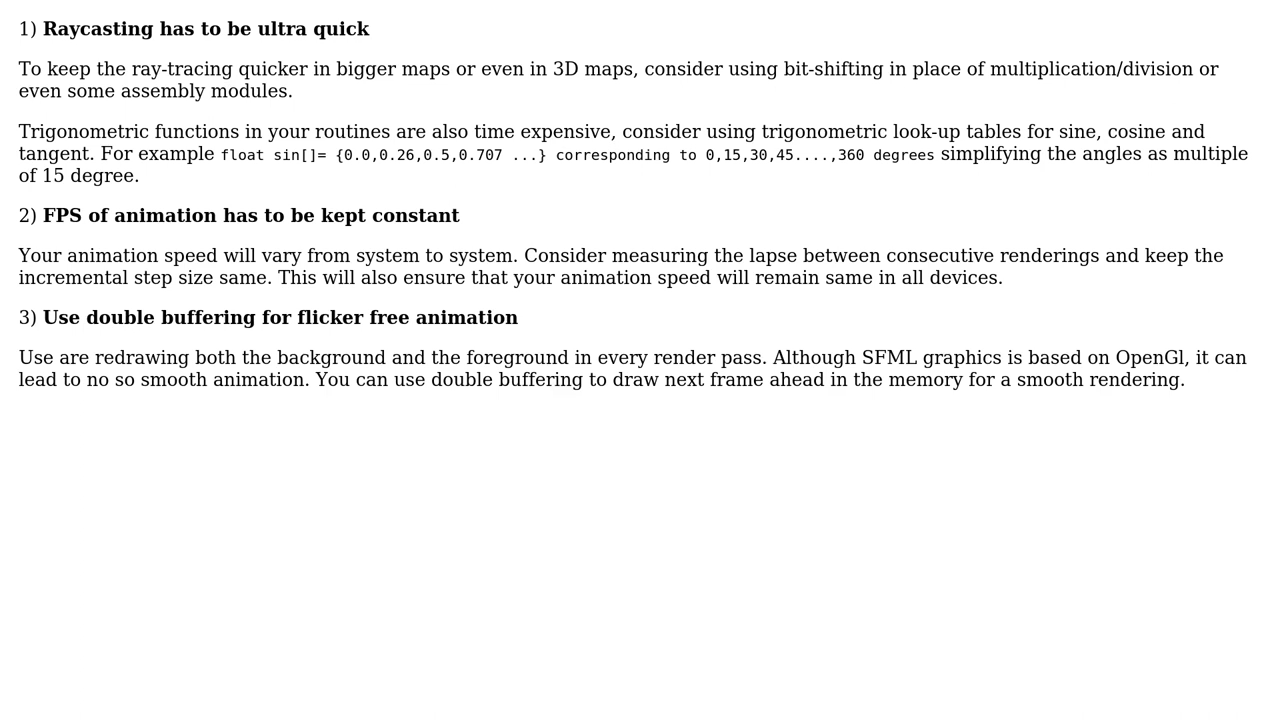 1) Raycasting has to be ultra quick
To keep the ray-tracing quicker in bigger maps or even in 3D maps, consider using bit-shifting in place of multiplication/division or
even some assembly modules.
Trigonometric functions in your routines are also time expensive, consider using trigonometric look-up tables for sine, cosine and
tangent. For example float sin[]= {0.0,0.26,0.5,0.707 ...} corresponding to 0,15,30,45....,360 degrees simplifying the angles as multiple
of 15 degree.
2) FPS of animation has to be kept constant
Your animation speed will vary from system to system. Consider measuring the lapse between consecutive renderings and keep the
incremental step size same. This will also ensure that your animation speed will remain same in all devices.
3) Use double buffering for flicker free animation
Use are redrawing both the background and the foreground in every render pass. Although SFML graphics is based on OpenGl, it can
lead to no so smooth animation. You can use double buffering to draw next frame ahead in the memory for a smooth rendering.